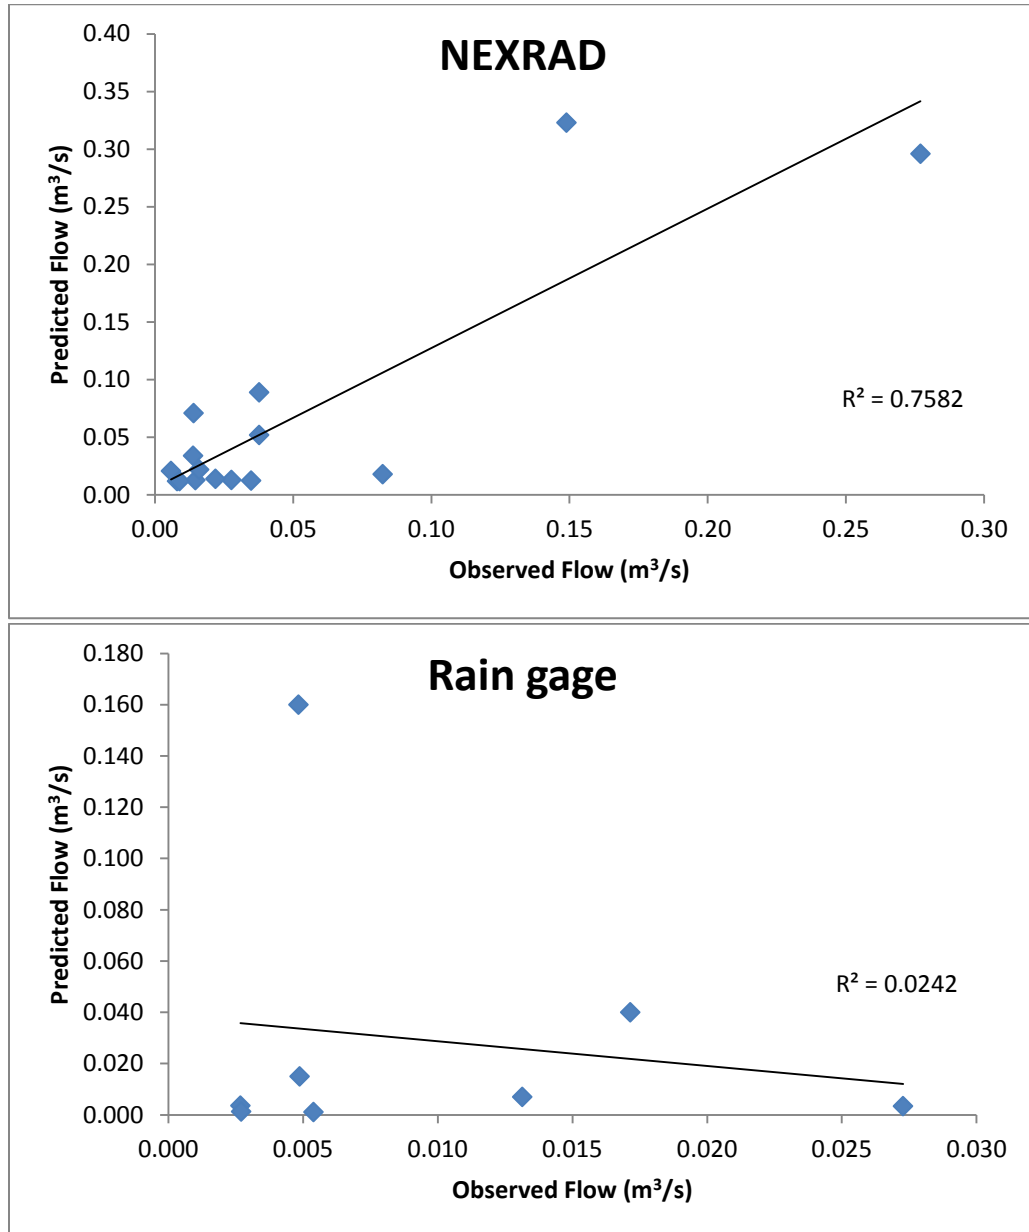 NEXRAD
0.40
0.35
0.30
0.25
0.20
0.15
0.10
0.05
0.00
Predicted Flow (m³/s)
R² = 0.7582
0.00 0.05 0.10 0.15 0.20 0.25 0.30
Observed Flow (m³/s)
Rain gage
0.180
0.160
0.140
0.120
0.100
0.080
0.060
0.040
0.020
0.000
Predicted Flow (m³/s)
R² = 0.0242
0.000 0.005 0.010 0.015 0.020 0.025 0.030
Observed Flow (m³/s)